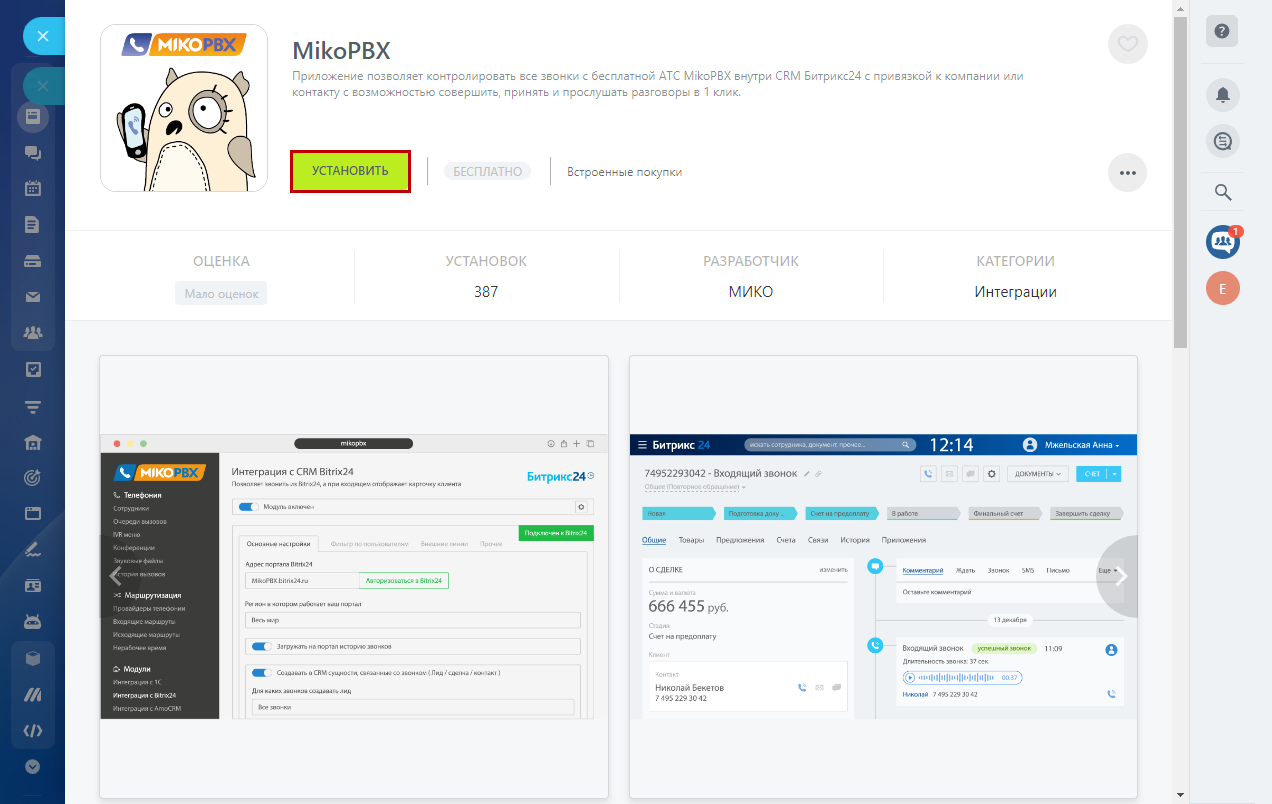 MIKOPBX
MikoPBX
Приложение позволяет контролировать все звонки с бесплатной АТС MikoPBX внутри CRM Битрикс24 с привязкой к компании или
контакту с возможностью совершить, принять и прослушать разговоры в 1 клик.
УСТАНОВИТЬ
БЕСПЛАТНО
Встроенные покупки
ОЦЕНКА
УСТАНОВОК
РАЗРАБОТЧИК
КАТЕГОРИИ
Мало оценок
387
МИКО
Интеграции
1
E
mikopbx
MIKOPBX
Телефония
Сотрудники
Очереди вызовов
IVR меню
Конференции
Звуковые файлы
История вызовов
Маршрутизация
Провайдеры телефонии
Входящие маршруты
Исходящие маршруты
Нерабочее время
Модули
Интеграция с 1С
Интеграция с Bitrix24
Интеграция с AmoCRM
Интеграция с CRM Bitrix24
Позволяет звонить из Bitrix24, а при входящем отображает карточку клиента
Битрикс24
Модуль включен
Подключен к Bitrix24
Основные настройки
Фильтр по пользователям
Внешние линии
Прочее
Адрес портала Bitrix24
MikoPBX.bitrix24.ru
Авторизоваться в Bitrix24
Регион в котором работает ваш портал
Весь мир
Загружать на портал историю звонков
Создавать в CRM сущности, связанные со звонком ( Лид / сделка / контакт )
Для каких звонков создавать лид
Все звонки
Битрикс 24
искать сотрудника, документ, прочее...
12:14
Мжельская Анна
74952293042 - Входящий звонок
Общее (Повторное обращение)
ДОКУМЕНТЫ
СЧЕТ
Новая
Подготовка доку ..
Счет на предоплату
В работе
Финальный счет
Завершить сделку
Общие
Товары
Предложения
Счета
Связи
История
Приложения
О СДЕЛКЕ
изменить
Сумма и валюта
666 455 руб.
Стадия
Счет на предоплату
Клиент
Контакт
Николай Бекетов
7 495 229 30 42
Комментарий
Ждать
Звонок
SMS
Письмо
Еще
Оставьте комментарий
13 декабря
Входящий звонок
успешный звонок
11:09
Длительность звонка: 37 сек.
00:37
Николай 7 495 229 30 42